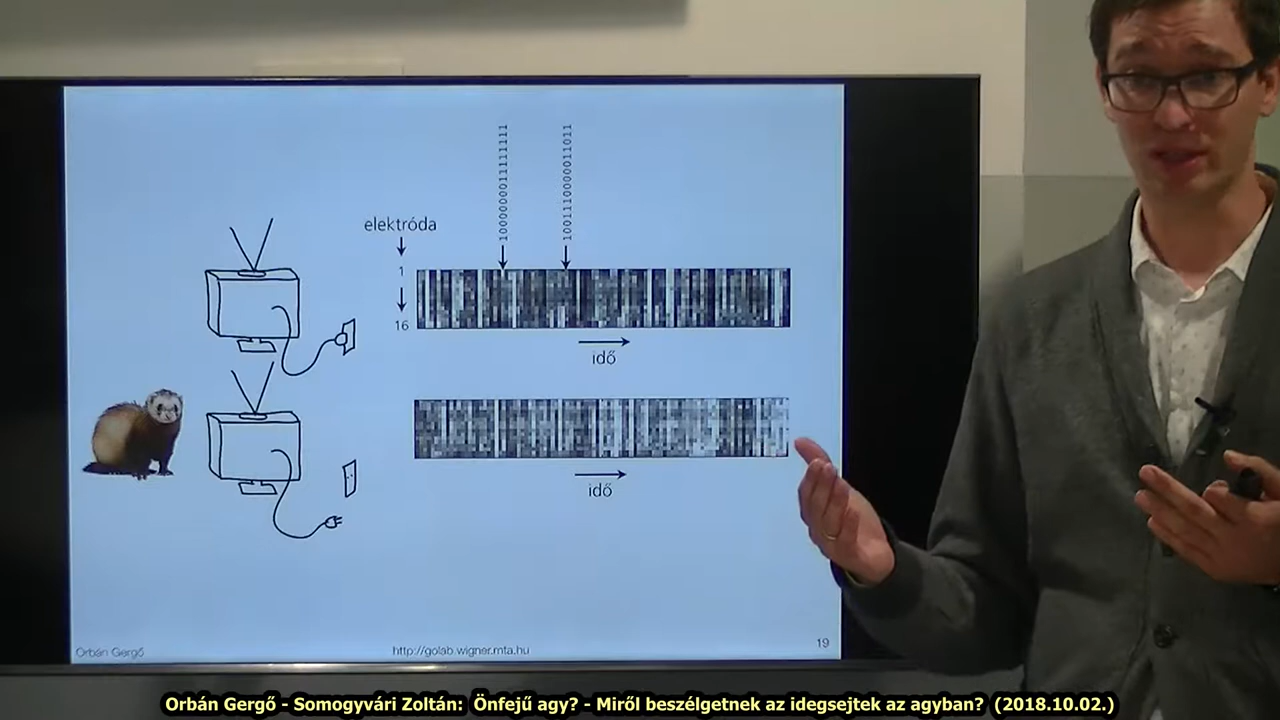 1000000011111111
1001110000011011
elektróda
1
16
idő
idő
Orbán Gergő
http://golab.wigner.mta.hu
19
Orbán Gergő - Somogyvári Zoltán: Önfejű agy? - Miről beszélgetnek az idegsejtek az agyban? (2018.10.02.)